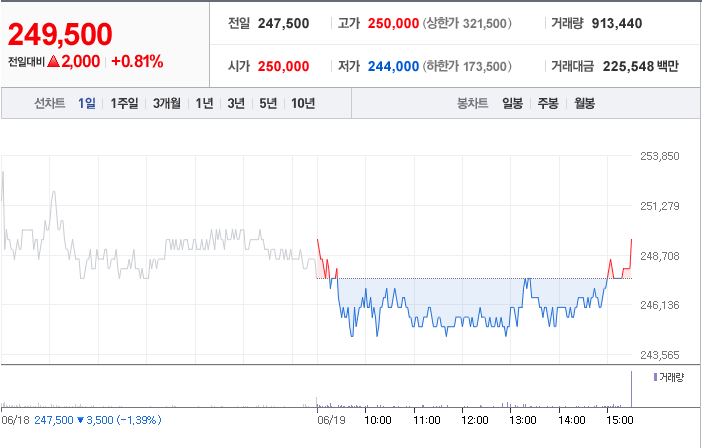 249,500
전일대비 ▲2,000 +0.81%
전일 247,500 고가 250,000 (상한가 321,500) 거래량 913,440
시가 250,000 저가 244,000 (하한가 173,500) 거래대금 225,548 백만
선차트 1일 1주일 3개월 1년 3년 5년 10년 봉차트 일봉 주봉 월봉
253,850
251,279
248,708
246,136
243,565
거래량
06/18 247,500 ▼3,500 (-1.39%) 06/19 10:00 11:00 12:00 13:00 14:00 15:00